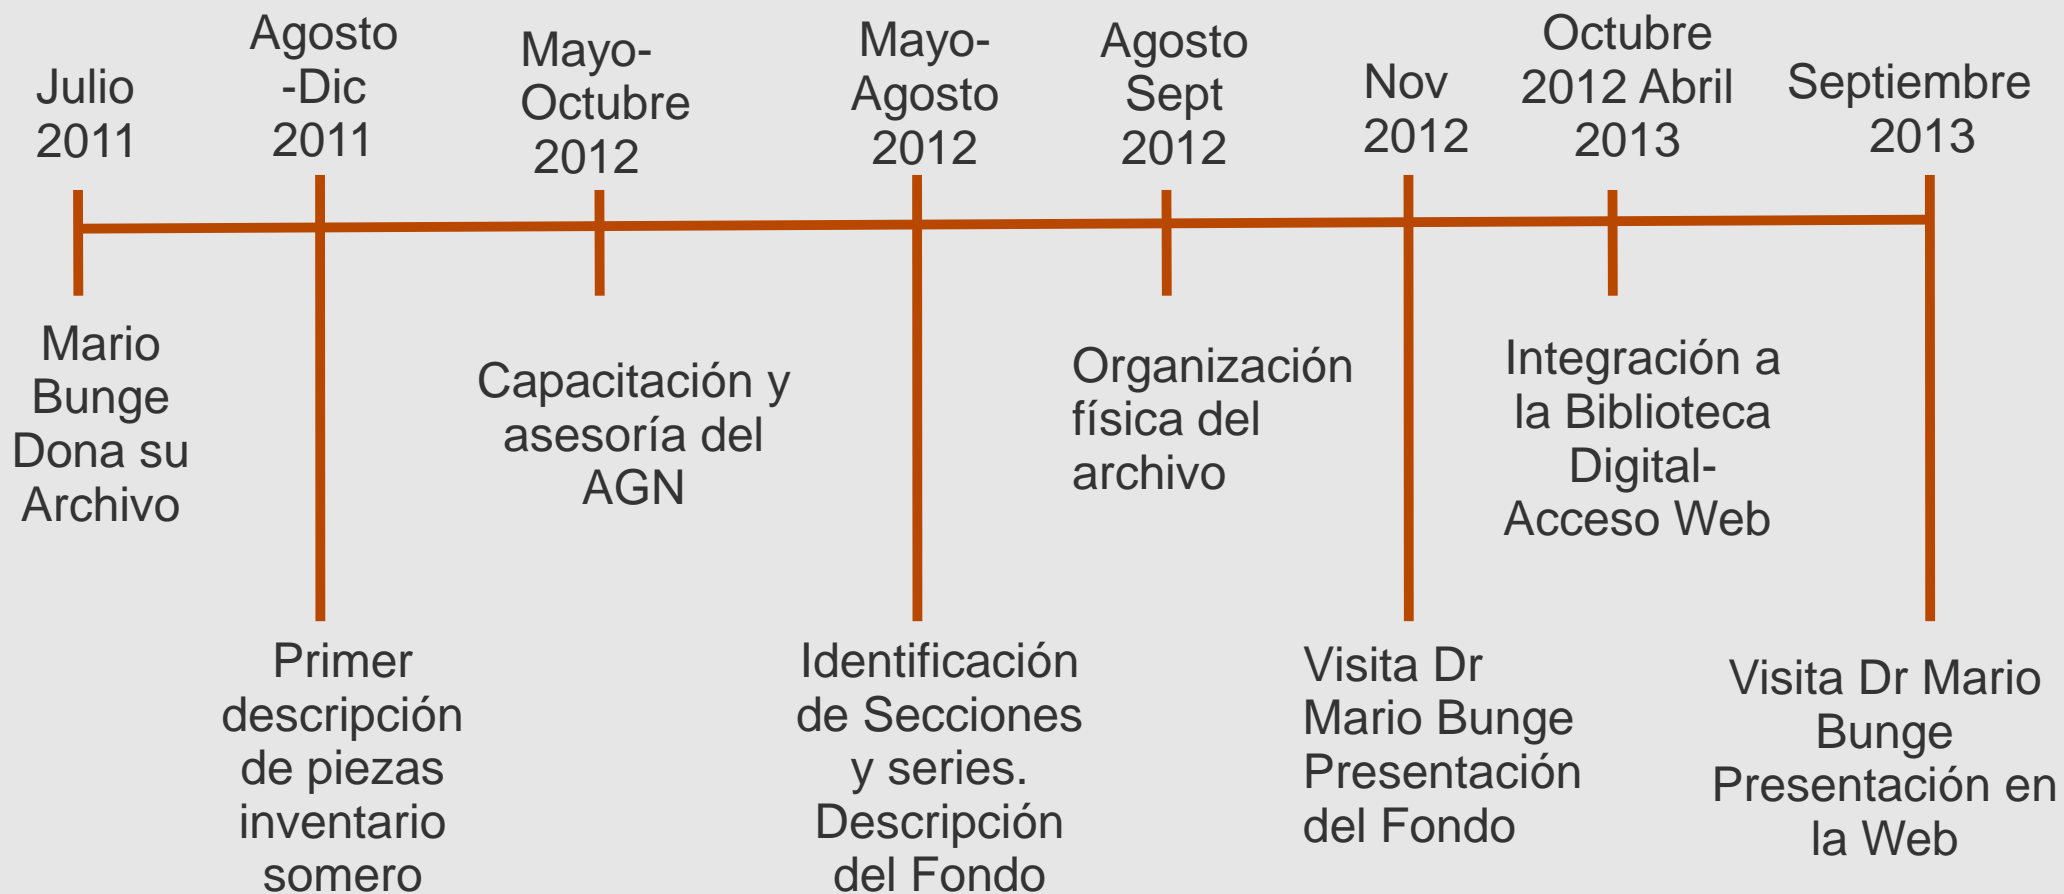 Julio
2011
Agosto
-Dic
2011
Mayo-
Octubre
2012
Mayo-
Agosto
2012
Agosto
Sept
2012
Nov
2012
Octubre
2012 Abril
2013
Septiembre
2013
Mario
Bunge
Dona su
Archivo
Primer
descripción
de piezas
inventario
somero
Capacitación y
asesoría del
AGN
Identificación
de Secciones
y series.
Descripción
del Fondo
Organización
física del
archivo
Visita Dr
Mario Bunge
Presentación
del Fondo
Integración a
la Biblioteca
Digital-
Acceso Web
Visita Dr Mario
Bunge
Presentación en
la Web